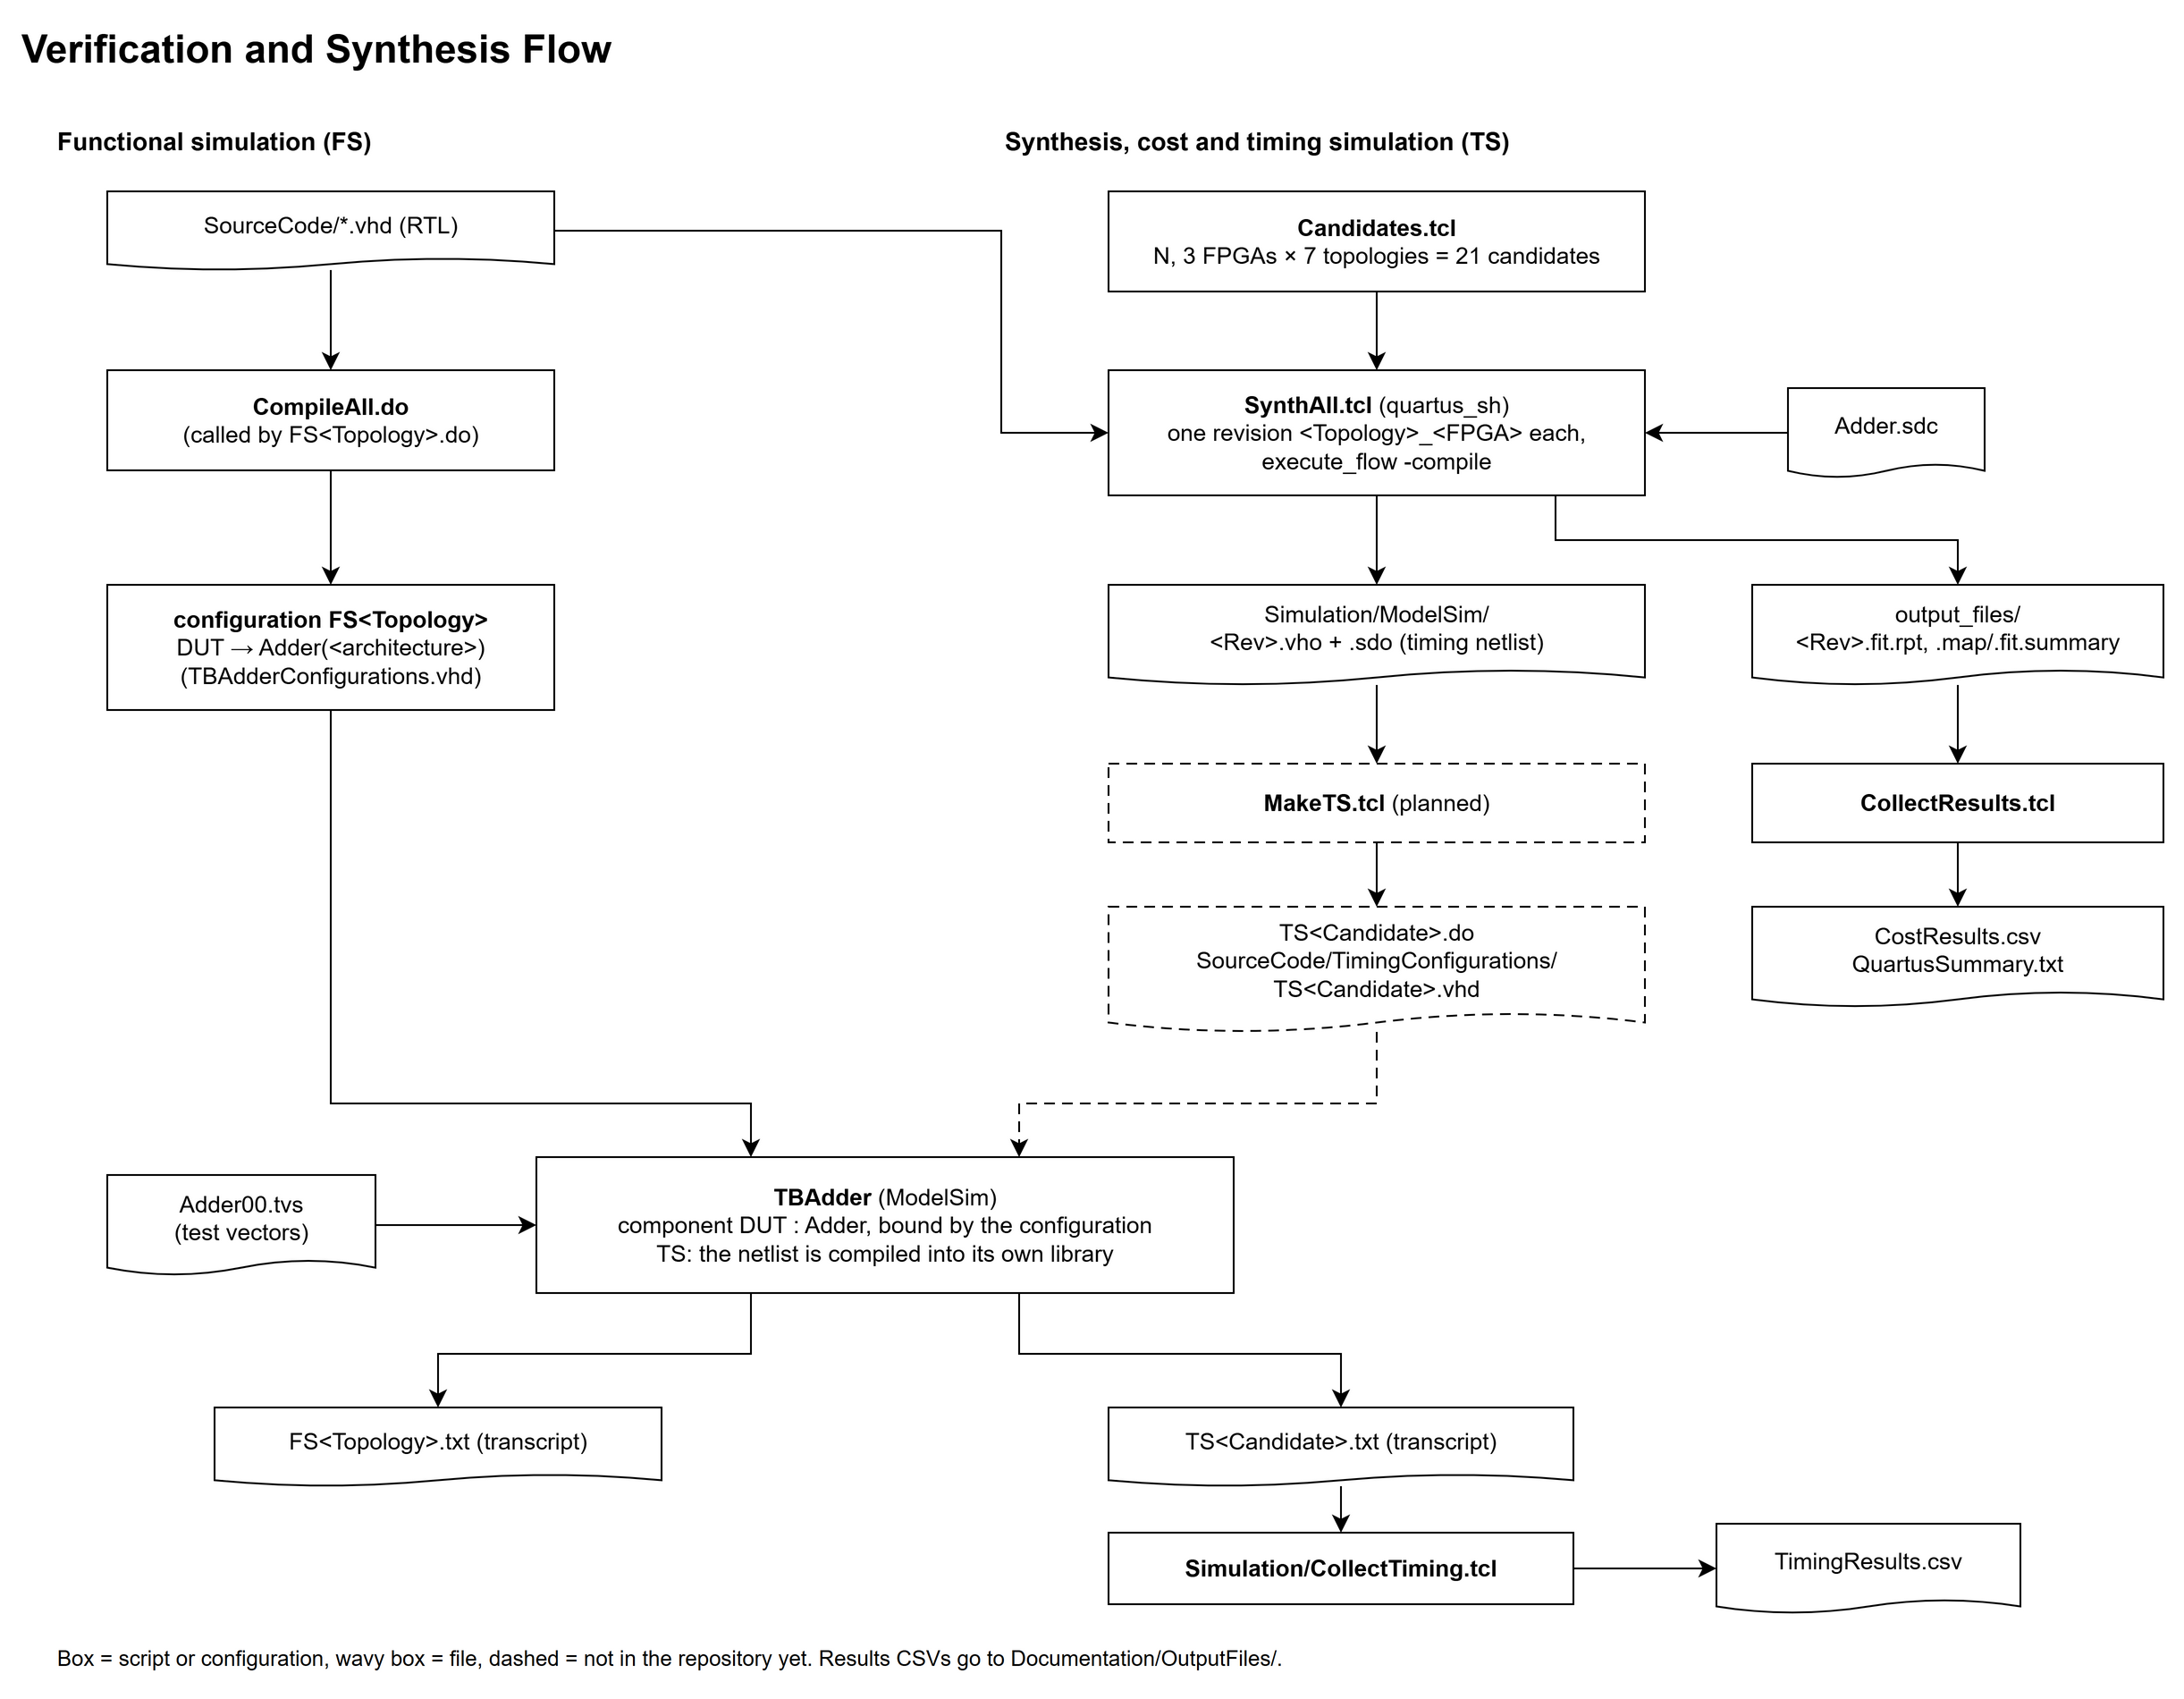 Verification and Synthesis Flow
Functional simulation (FS)
SourceCode/*.vhd (RTL)
CompileAll.do
(called by FS<Topology>.do)
configuration FS<Topology>
DUT → Adder(<architecture>)
(TBAdderConfigurations.vhd)
Synthesis, cost and timing simulation (TS)
Candidates.tcl
N, 3 FPGAs × 7 topologies = 21 candidates
SynthAll.tcl (quartus_sh)
one revision <Topology>_<FPGA> each,
execute_flow -compile
Adder.sdc
Simulation/ModelSim/
<Rev>.vho + .sdo (timing netlist)
output_files/
<Rev>.fit.rpt, .map/.fit.summary
MakeTS.tcl (planned)
CollectResults.tcl
TS<Candidate>.do
SourceCode/TimingConfigurations/
TS<Candidate>.vhd
CostResults.csv
QuartusSummary.txt
Adder00.tvs
(test vectors)
TBAdder (ModelSim)
component DUT : Adder, bound by the configuration
TS: the netlist is compiled into its own library
FS<Topology>.txt (transcript)
TS<Candidate>.txt (transcript)
Simulation/CollectTiming.tcl
TimingResults.csv
Box = script or configuration, wavy box = file, dashed = not in the repository yet. Results CSVs go to Documentation/OutputFiles/.